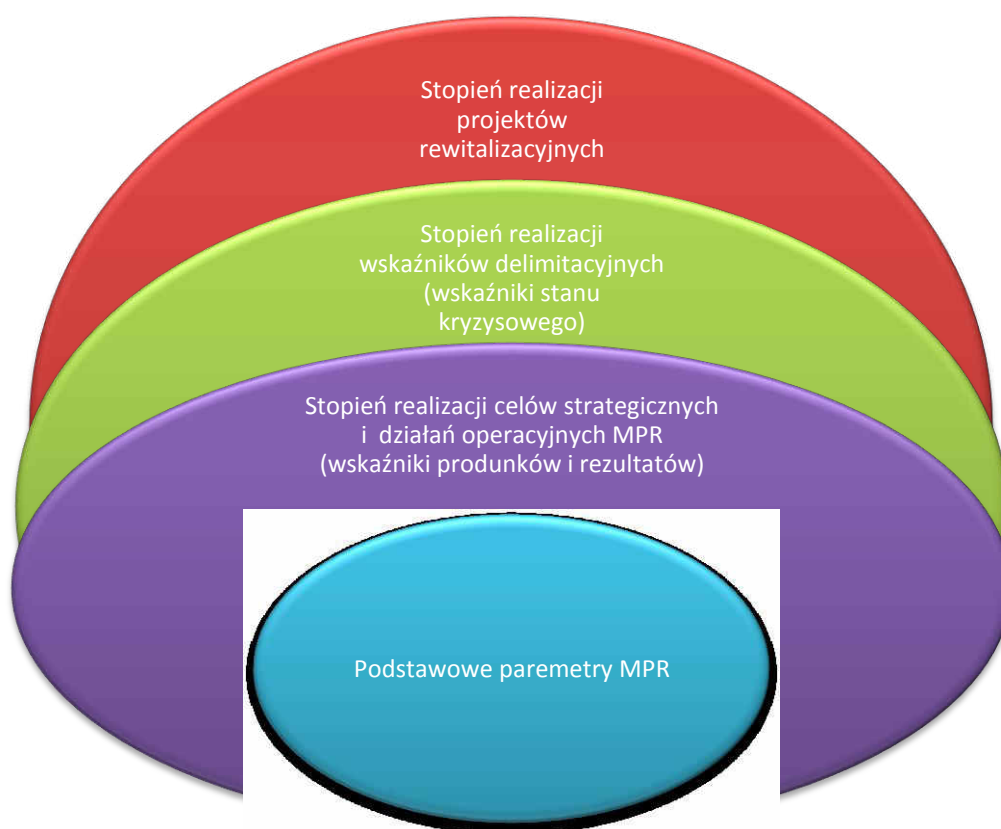 Stopień realizacji
projektów
rewitalizacyjnych
Stopień realizacji
wskaźników delimitacyjnych
(wskaźniki stanu
kryzysowego)
Stopień realizacji celów strategicznych
i działań operacyjnych MPR
(wskaźniki produnków i rezultatów)
Podstawowe paremetry MPR